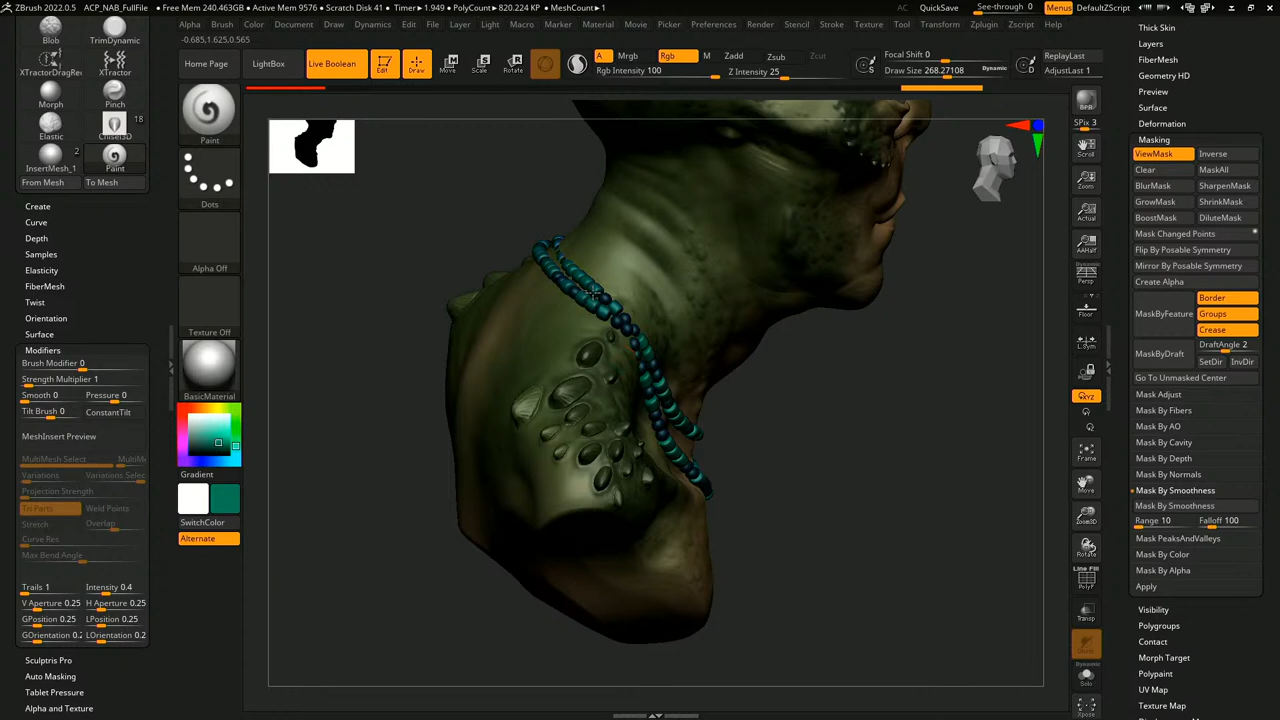 ZBrush 2022.0.5 ACP_NAB_FullFile • Free Mem 240.463GB • Active Mem 9576 • Scratch Disk 41 • Timer▸1.949 • PolyCount▸820.224 KP • MeshCount▸1
AC QuickSave See-through 0 Menus DefaultZScript
Alpha Brush Color Document Draw Dynamics Edit File Layer Light Macro Marker Material Movie Picker Preferences Render Stencil Stroke Texture Tool Transform Zplugin Zscript Help
-0.685,1.625,0.565
Home Page LightBox Live Boolean Edit Draw Move Scale Rotate
A Mrgb Rgb M Zadd Zsub Zcut
Rgb Intensity 100 Z Intensity 25
Focal Shift 0
Draw Size 268.27108 Dynamic
ReplayLast
AdjustLast 1
Blob TrimDynamic
XTractorDragRe XTractor
Morph Pinch
18
Elastic Chisel3D
2
InsertMesh_1 Paint
From Mesh To Mesh
Create
Curve
Depth
Samples
Elasticity
FiberMesh
Twist
Orientation
Surface
Modifiers
Brush Modifier 0
Strength Multiplier 1
Smooth 0 Pressure 0
Tilt Brush 0 ConstantTilt
MeshInsert Preview
MultiMesh Select MultiM
Variations Variations Selec
Projection Strength
Tri Parts Weld Points
Stretch Overlap
Curve Res
Max Bend Angle
Trails 1 Intensity 0.4
V Aperture 0.25 H Aperture 0.25
GPosition 0.25 LPosition 0.25
GOrientation 0.2 LOrientation 0.2
Sculptris Pro
Auto Masking
Tablet Pressure
Alpha and Texture
Paint
Dots
Alpha Off
Texture Off
BasicMaterial
Gradient
SwitchColor
Alternate
S
D
BPR
SPix 3
Scroll
Zoom
Actual
AAHalf
Dynamic
Persp
Floor
L.Sym
XYZ
Frame
Move
Zoom3D
Rotate
Line Fill
PolyF
Transp
Dynamic
Solo
Xpose
Thick Skin
Layers
FiberMesh
Geometry HD
Preview
Surface
Deformation
Masking
ViewMask Inverse
Clear MaskAll
BlurMask SharpenMask
GrowMask ShrinkMask
BoostMask DiluteMask
Mask Changed Points
Flip By Posable Symmetry
Mirror By Posable Symmetry
Create Alpha
MaskByFeature Border
Groups
Crease
MaskByDraft DraftAngle 2
SetDir InvDir
Go To Unmasked Center
Mask Adjust
Mask By Fibers
Mask By AO
Mask By Cavity
Mask By Depth
Mask By Normals
Mask By Smoothness
Mask By Smoothness
Range 10 Falloff 100
Mask PeaksAndValleys
Mask By Color
Mask By Alpha
Apply
Visibility
Polygroups
Contact
Morph Target
Polypaint
UV Map
Texture Map